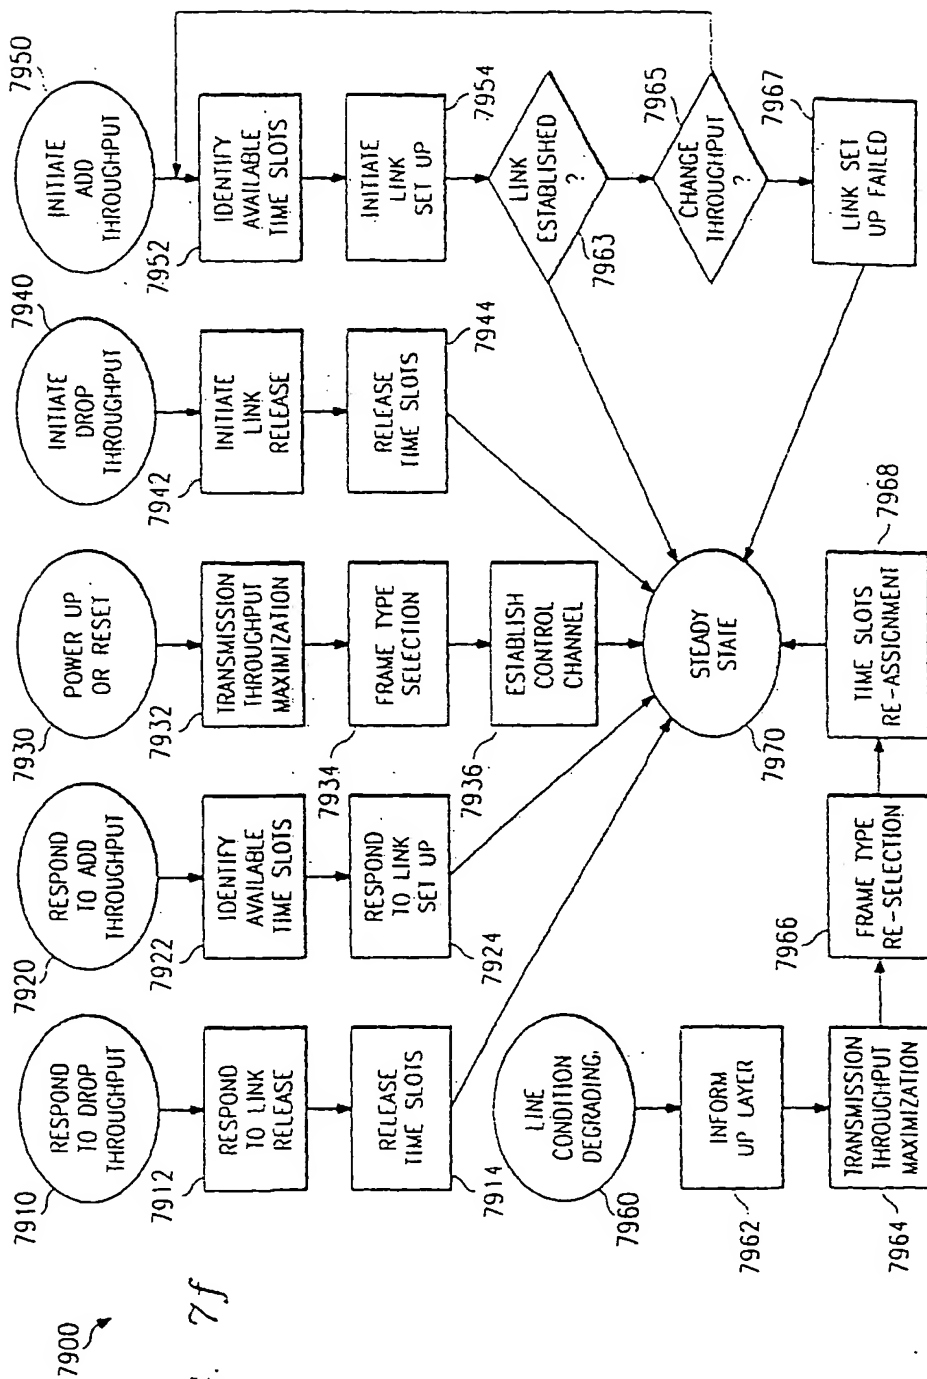 7900
7f
7910
RESPOND
TO DROP
THROUGHPUT
7912
RESPOND
TO LINK
RELEASE
RELEASE
TIME SLOTS
7914
7920
RESPOND
TO ADD
THROUGHPUT
7922
IDENTIFY
AVAILABLE
TIME SLOTS
RESPOND
TO LINK
SET UP
7924
7930
POWER UP
OR RESET
7932
TRANSMISSION
THROUGHPUT
MAXIMIZATION
7934
FRAME TYPE
SELECTION
7936
ESTABLISH
CONTROL
CHANNEL
7940
INITIATE
DROP
THROUGHPUT
7942
INITIATE
LINK
RELEASE
RELEASE
TIME SLOTS
7944
7950
INITIATE
ADD
THROUGHPUT
7952
IDENTIFY
AVAILABLE
TIME SLOTS
INITIATE
LINK
SET UP
7954
LINK
ESTABLISHED
?
7963
CHANGE
THROUGHPUT
?
7965
LINK SET
UP FAILED
7967
LINE
CONDITION
DEGRADING.
7960
INFORM
UP LAYER
7962
TRANSMISSION
THROUGHPUT
MAXIMIZATION
7964
7966
FRAME TYPE
RE-SELECTION
TIME SLOTS
RE-ASSIGNMENT
7968
STEADY
STATE
7970